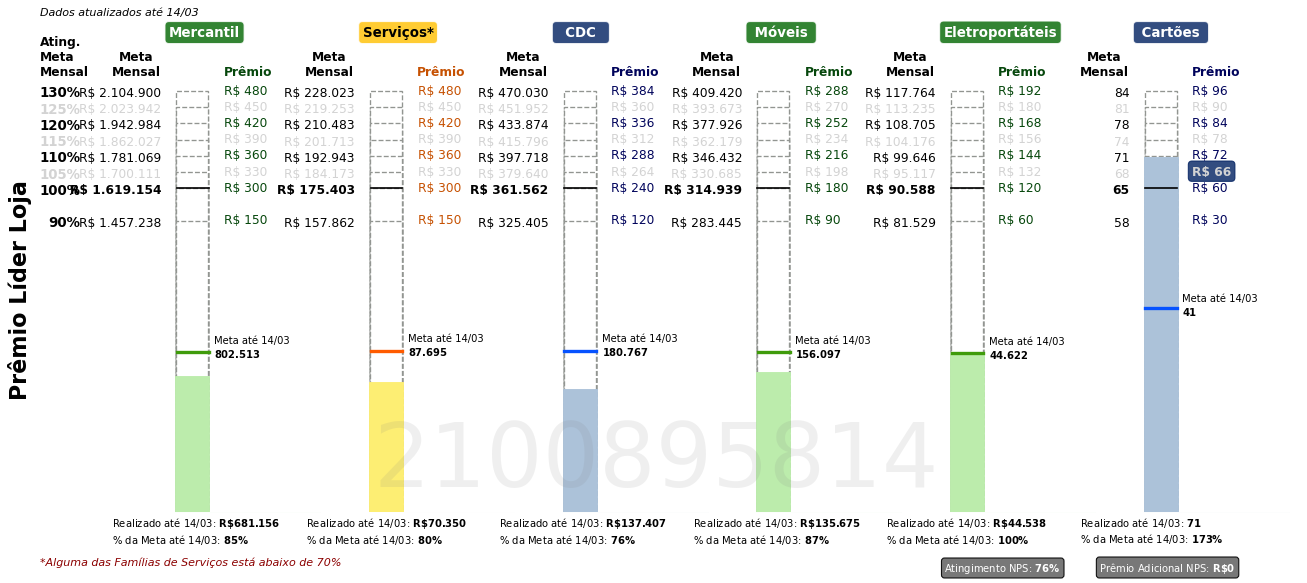 Dados atualizados até 14/03
Mercantil Serviços* CDC Móveis Eletroportáteis Cartões
Ating.
Meta Meta Meta Meta Meta Meta Meta
Mensal Mensal Prêmio Mensal Prêmio Mensal Prêmio Mensal Prêmio Mensal Prêmio Mensal Prêmio
130% R$ 2.104.900 R$ 480 R$ 228.023 R$ 480 R$ 470.030 R$ 384 R$ 409.420 R$ 288 R$ 117.764 R$ 192 84 R$ 96
125% R$ 2.023.942 R$ 450 R$ 219.253 R$ 450 R$ 451.952 R$ 360 R$ 393.673 R$ 270 R$ 113.235 R$ 180 81 R$ 90
120% R$ 1.942.984 R$ 420 R$ 210.483 R$ 420 R$ 433.874 R$ 336 R$ 377.926 R$ 252 R$ 108.705 R$ 168 78 R$ 84
115% R$ 1.862.027 R$ 390 R$ 201.713 R$ 390 R$ 415.796 R$ 312 R$ 362.179 R$ 234 R$ 104.176 R$ 156 74 R$ 78
110% R$ 1.781.069 R$ 360 R$ 192.943 R$ 360 R$ 397.718 R$ 288 R$ 346.432 R$ 216 R$ 99.646 R$ 144 71 R$ 72
105% R$ 1.700.111 R$ 330 R$ 184.173 R$ 330 R$ 379.640 R$ 264 R$ 330.685 R$ 198 R$ 95.117 R$ 132 68 R$ 66
100% R$ 1.619.154 R$ 300 R$ 175.403 R$ 300 R$ 361.562 R$ 240 R$ 314.939 R$ 180 R$ 90.588 R$ 120 65 R$ 60
90% R$ 1.457.238 R$ 150 R$ 157.862 R$ 150 R$ 325.405 R$ 120 R$ 283.445 R$ 90 R$ 81.529 R$ 60 58 R$ 30
Prêmio Líder Loja
Meta até 14/03
41
Meta até 14/03 Meta até 14/03 Meta até 14/03 Meta até 14/03 Meta até 14/03
802.513 87.695 180.767 156.097 44.622
2100895814
Realizado até 14/03: R$681.156 Realizado até 14/03: R$70.350 Realizado até 14/03: R$137.407 Realizado até 14/03: R$135.675 Realizado até 14/03: R$44.538 Realizado até 14/03: 71
% da Meta até 14/03: 85% % da Meta até 14/03: 80% % da Meta até 14/03: 76% % da Meta até 14/03: 87% % da Meta até 14/03: 100% % da Meta até 14/03: 173%
*Alguma das Famílias de Serviços está abaixo de 70%
Atingimento NPS: 76% Prêmio Adicional NPS: R$0